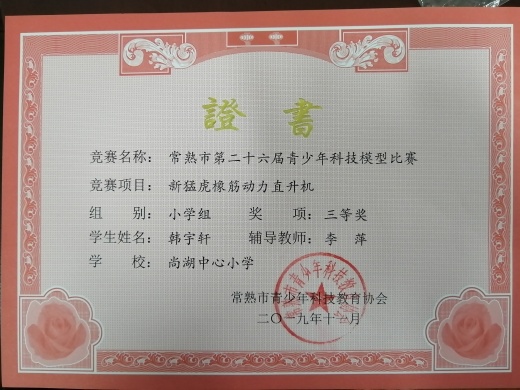 證書
竞赛名称：常熟市第二十六届青少年科技模型比赛
竞赛项目：新猛虎橡筋动力直升机
组 别：小学组 奖 项：三等奖
学生姓名：韩宇轩 辅导教师：李 萍
学 校：尚湖中心小学
常熟市青少年科技教育协会
二〇一九年十一月